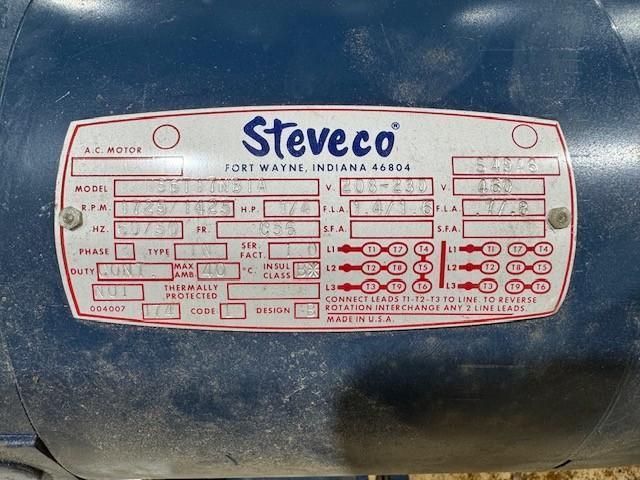 Steveco®
FORT WAYNE, INDIANA 46804
A.C. MOTOR
MODEL V. 208-230 V. 460
R.P.M. 1725/1425 H.P. 1/4 F.L.A. 1.4/1.6 F.L.A. .7/.8
HZ. 60/50 FR. C56 S.F.A. S.F.A.
PHASE 3 TYPE SER. FACT. 1.0
DUTY CONT. MAX AMB 40 °C. INSUL CLASS B*
NOT THERMALLY PROTECTED
004007 174 CODE DESIGN B
L1 T1 T7 T4 L1 T1 T7 T4
L2 T2 T8 T5 L2 T2 T8 T5
L3 T3 T9 T6 L3 T3 T9 T6
CONNECT LEADS T1-T2-T3 TO LINE. TO REVERSE
ROTATION INTERCHANGE ANY 2 LINE LEADS.
MADE IN U.S.A.